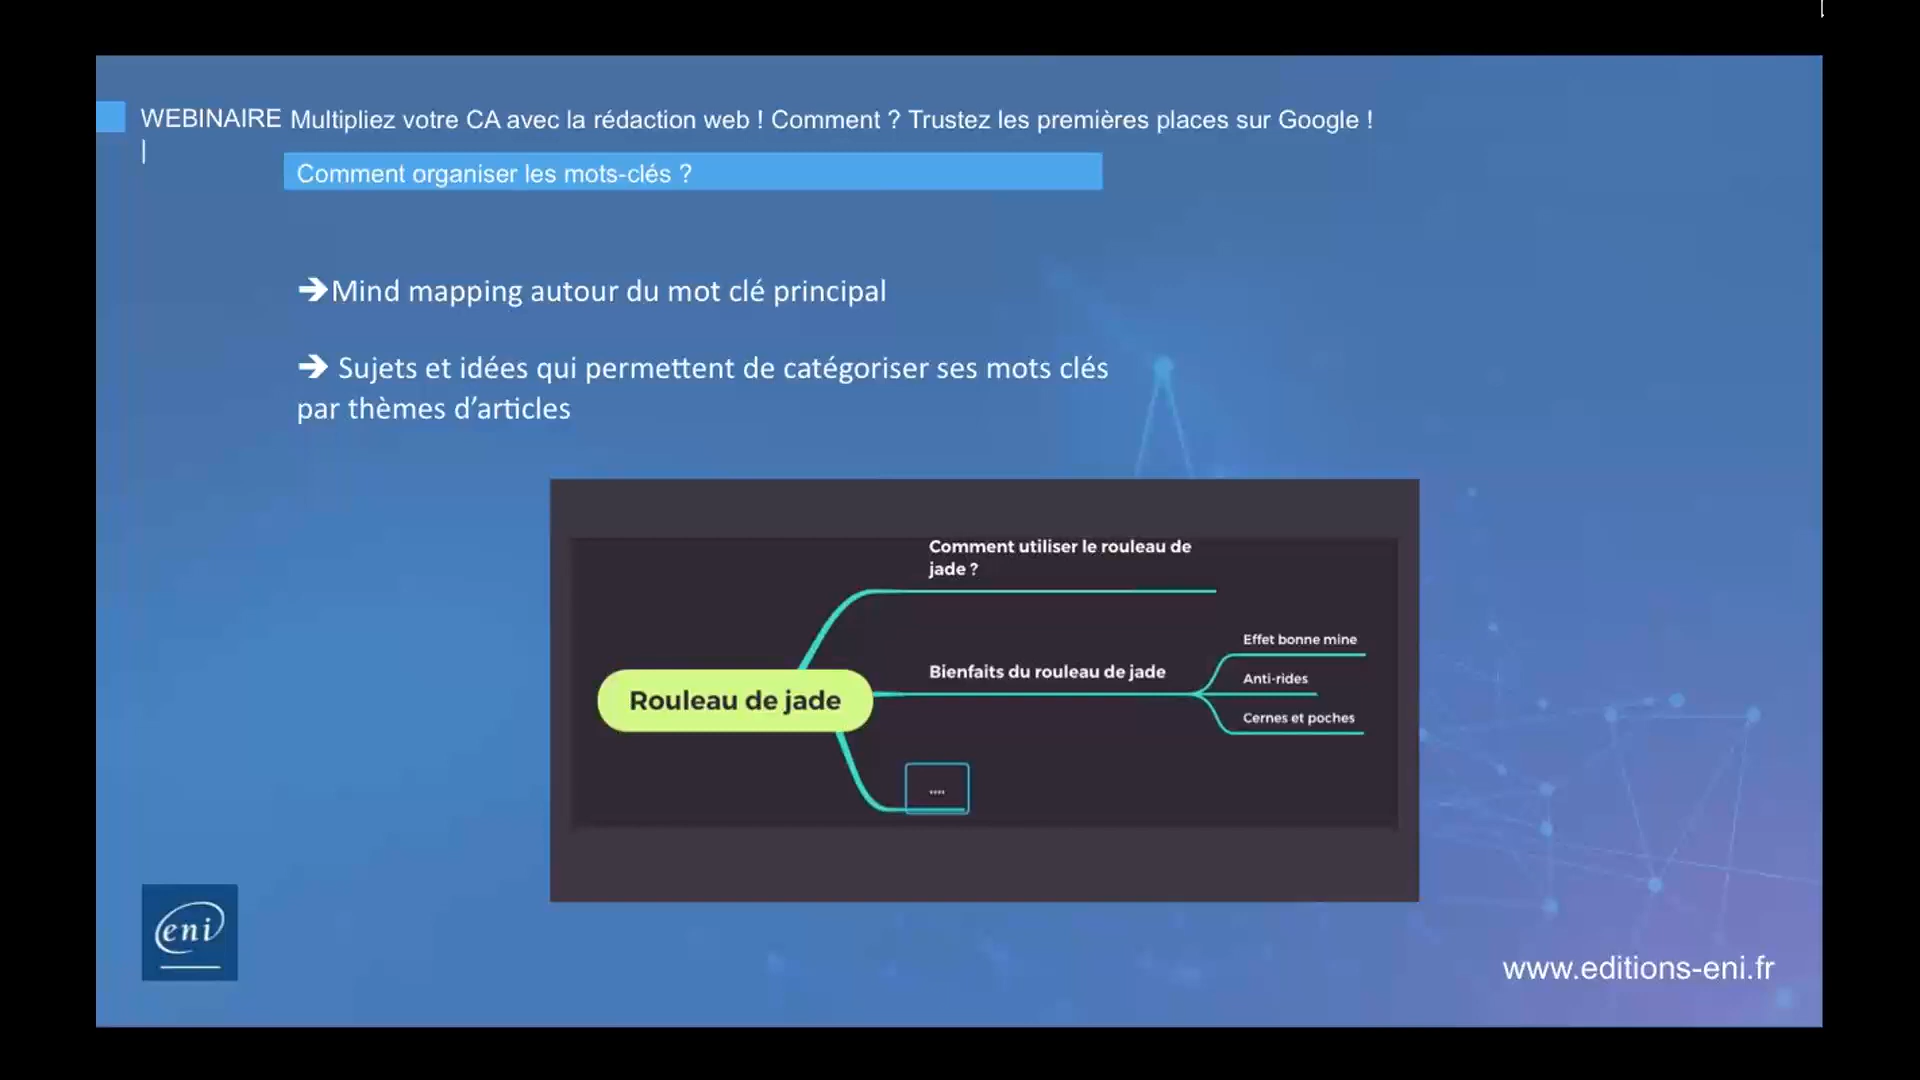 WEBINAIRE Multipliez votre CA avec la rédaction web ! Comment ? Trustez les premières places sur Google !
|
Comment organiser les mots-clés ?
➔Mind mapping autour du mot clé principal
➔ Sujets et idées qui permettent de catégoriser ses mots clés
par thèmes d’articles
Comment utiliser le rouleau de
jade ?
Rouleau de jade
Bienfaits du rouleau de jade
Effet bonne mine
Anti-rides
Cernes et poches
....
eni
www.editions-eni.fr